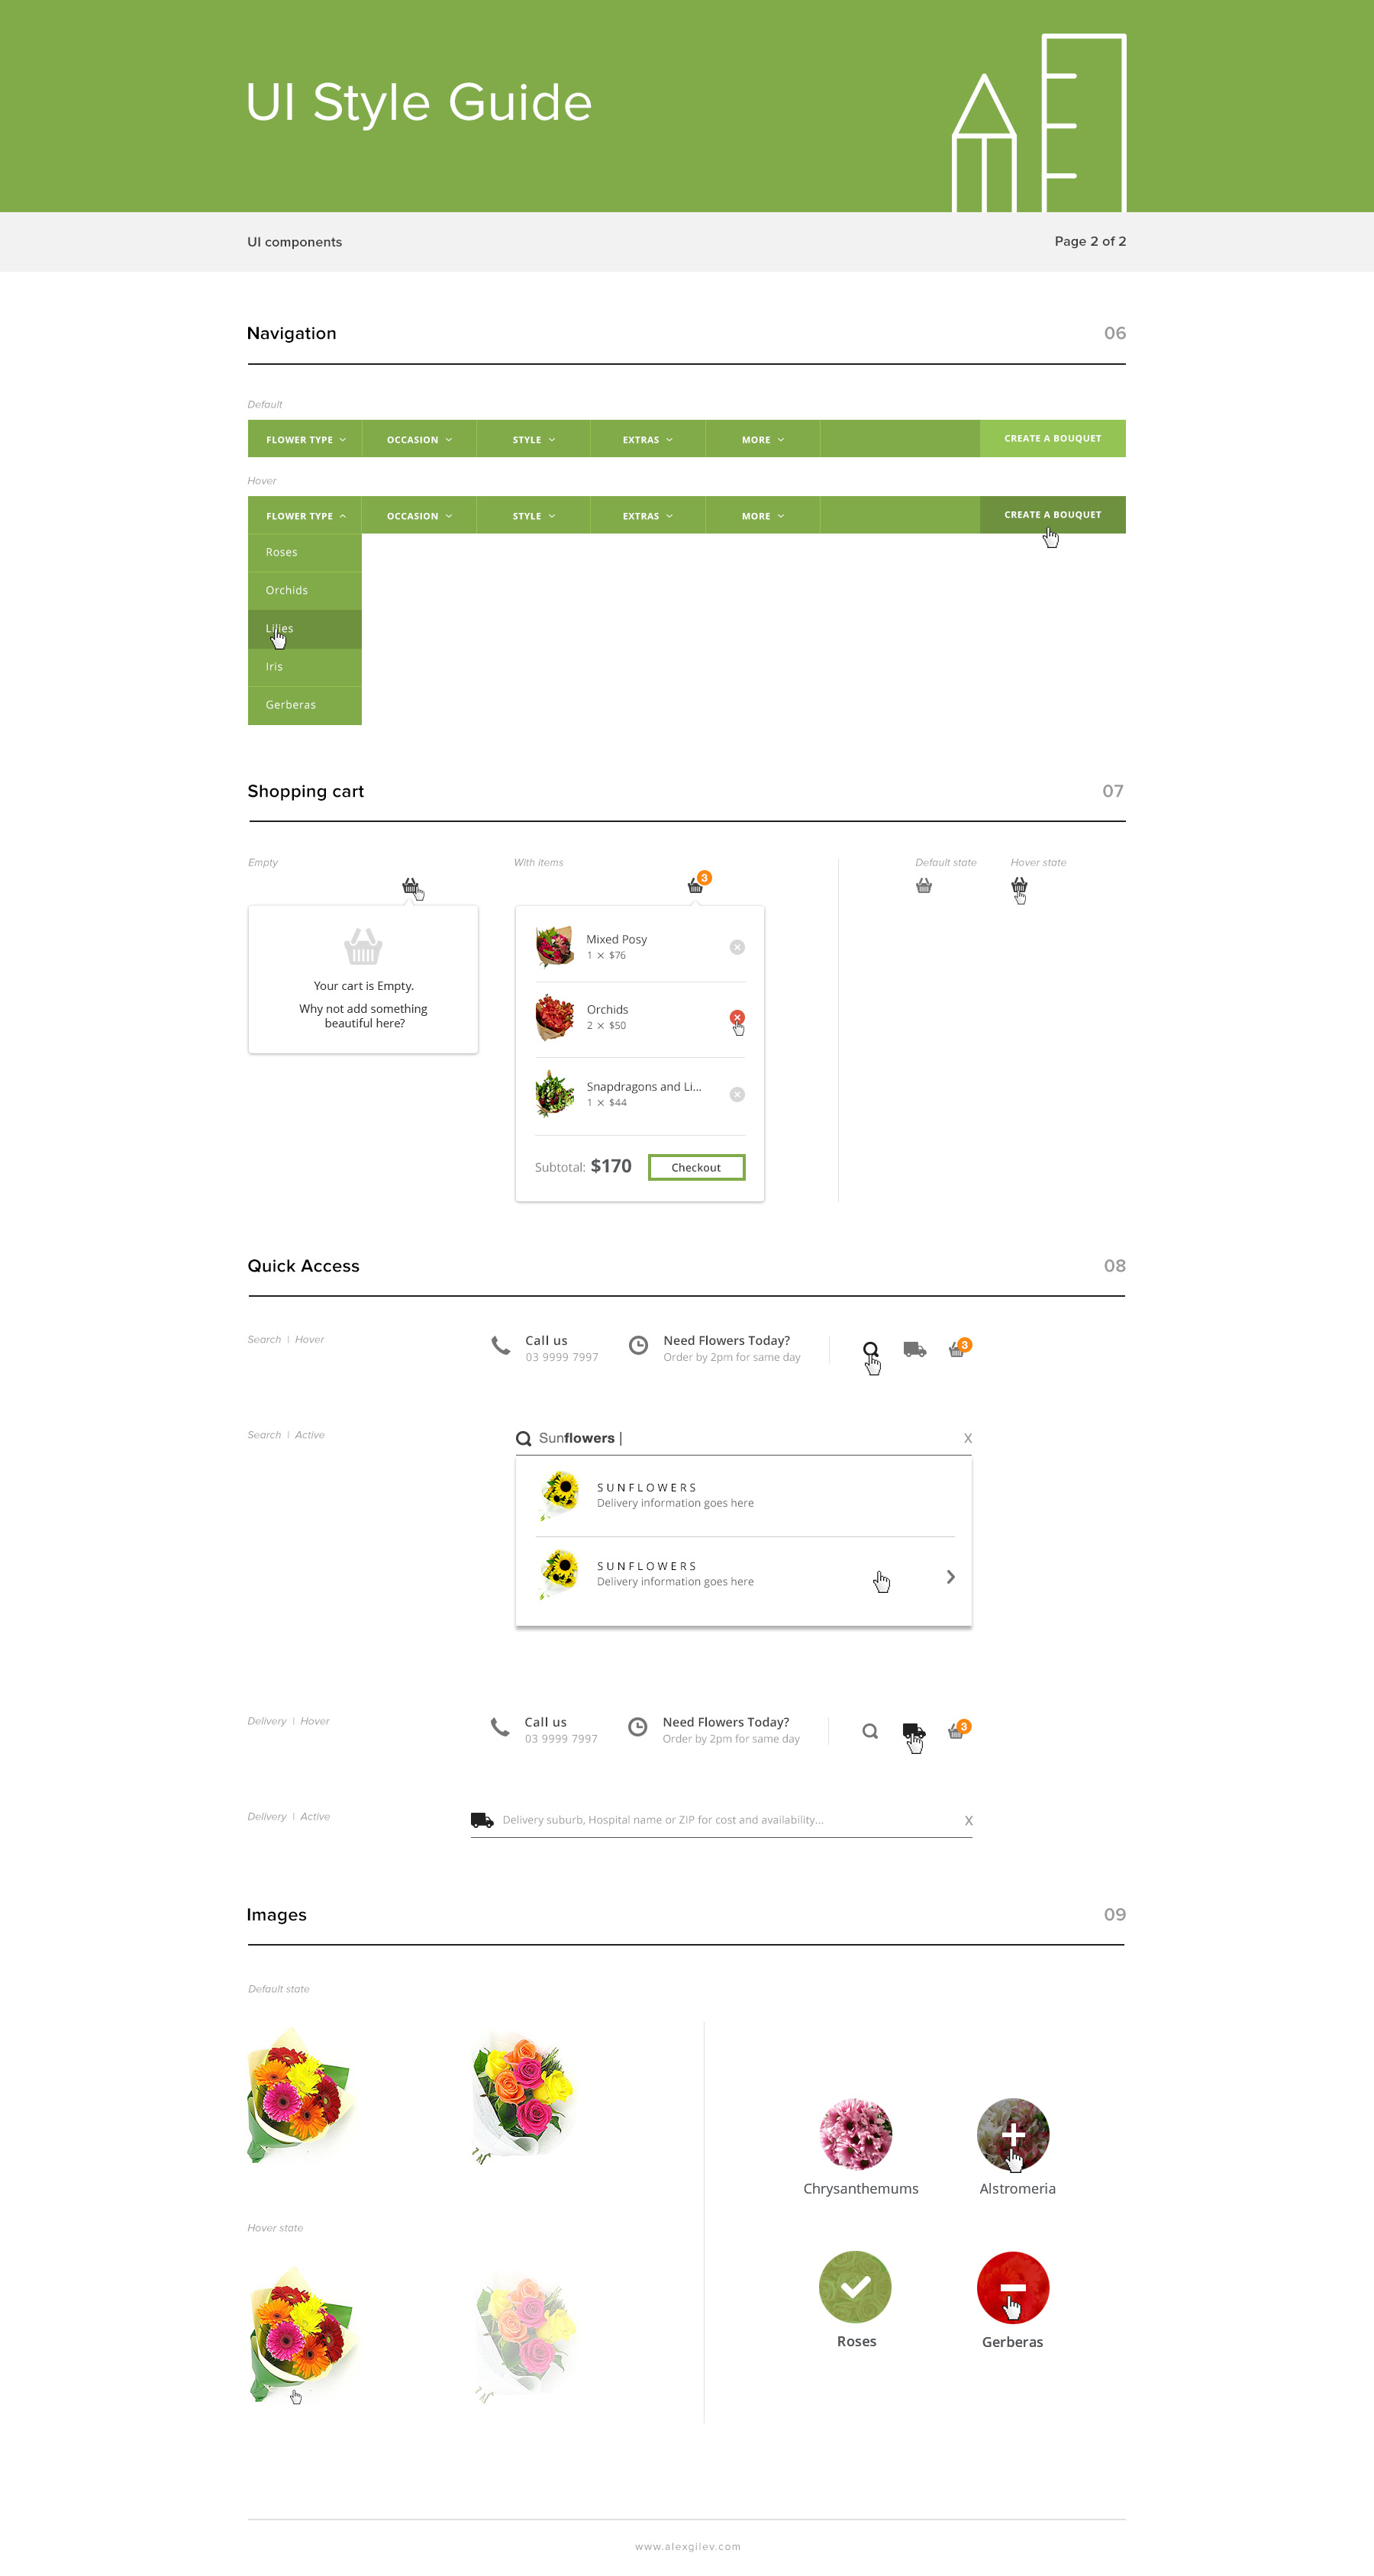 UI Style Guide
UI components
Page 2 of 2
Navigation
06
Default
FLOWER TYPE
OCCASION
STYLE
EXTRAS
MORE
CREATE A BOUQUET
Hover
FLOWER TYPE
OCCASION
STYLE
EXTRAS
MORE
CREATE A BOUQUET
Roses
Orchids
Lilies
Iris
Gerberas
Shopping cart
07
Empty
With items
Default state
Hover state
3
Your cart is Empty.
Why not add something
beautiful here?
Mixed Posy
1 × $76
Orchids
2 × $50
Snapdragons and Li...
1 × $44
Subtotal: $170
Checkout
Quick Access
08
Search | Hover
Call us
03 9999 7997
Need Flowers Today?
Order by 2pm for same day
3
Search | Active
Sunflowers |
X
SUNFLOWERS
Delivery information goes here
SUNFLOWERS
Delivery information goes here
Delivery | Hover
Call us
03 9999 7997
Need Flowers Today?
Order by 2pm for same day
3
Delivery | Active
Delivery suburb, Hospital name or ZIP for cost and availability...
X
Images
09
Default state
Chrysanthemums
Alstromeria
Hover state
Roses
Gerberas
www.alexgilev.com